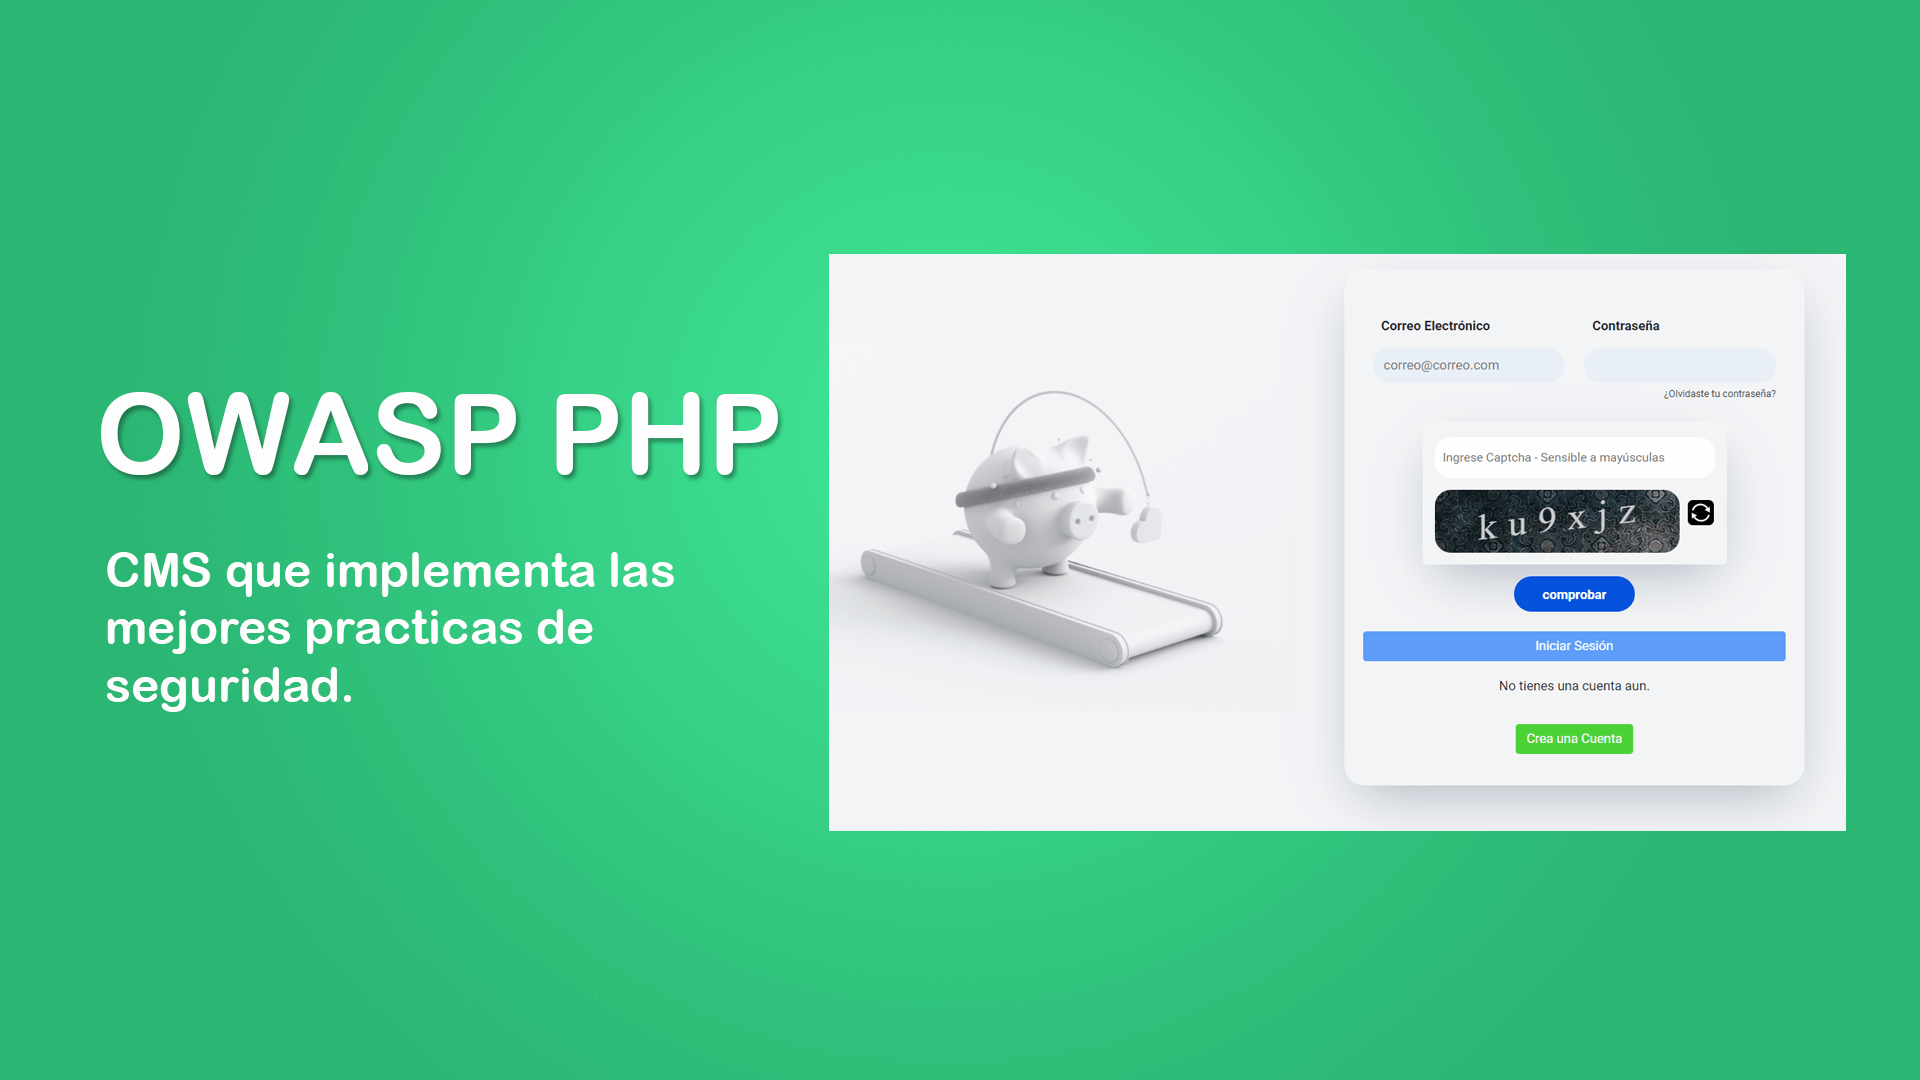 OWASP PHP
CMS que implementa las
mejores practicas de
seguridad.
Correo Electrónico
Contraseña
correo@correo.com
¿Olvidaste tu contraseña?
Ingrese Captcha - Sensible a mayúsculas
ku9xjz
comprobar
Iniciar Sesión
No tienes una cuenta aun.
Crea una Cuenta